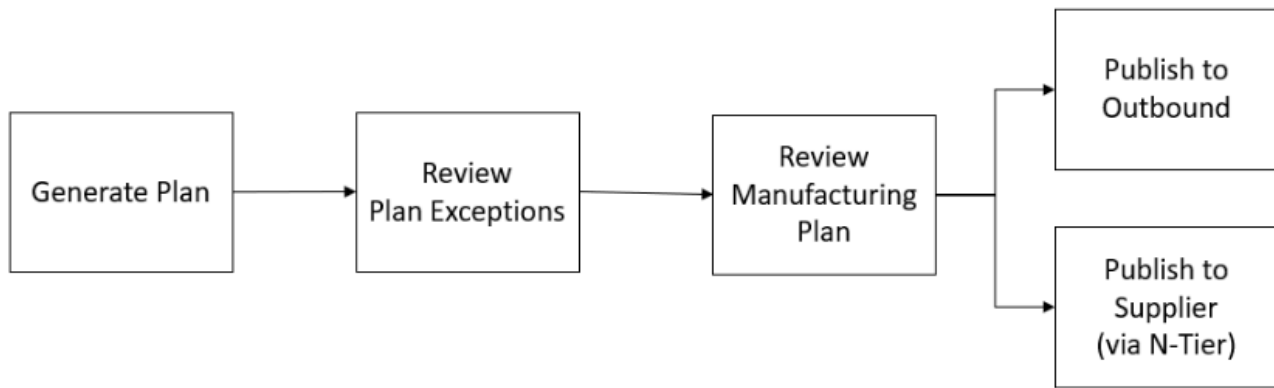 Generate Plan
Review
Plan Exceptions
Review
Manufacturing
Plan
Publish to
Outbound
Publish to
Supplier
(via N-Tier)